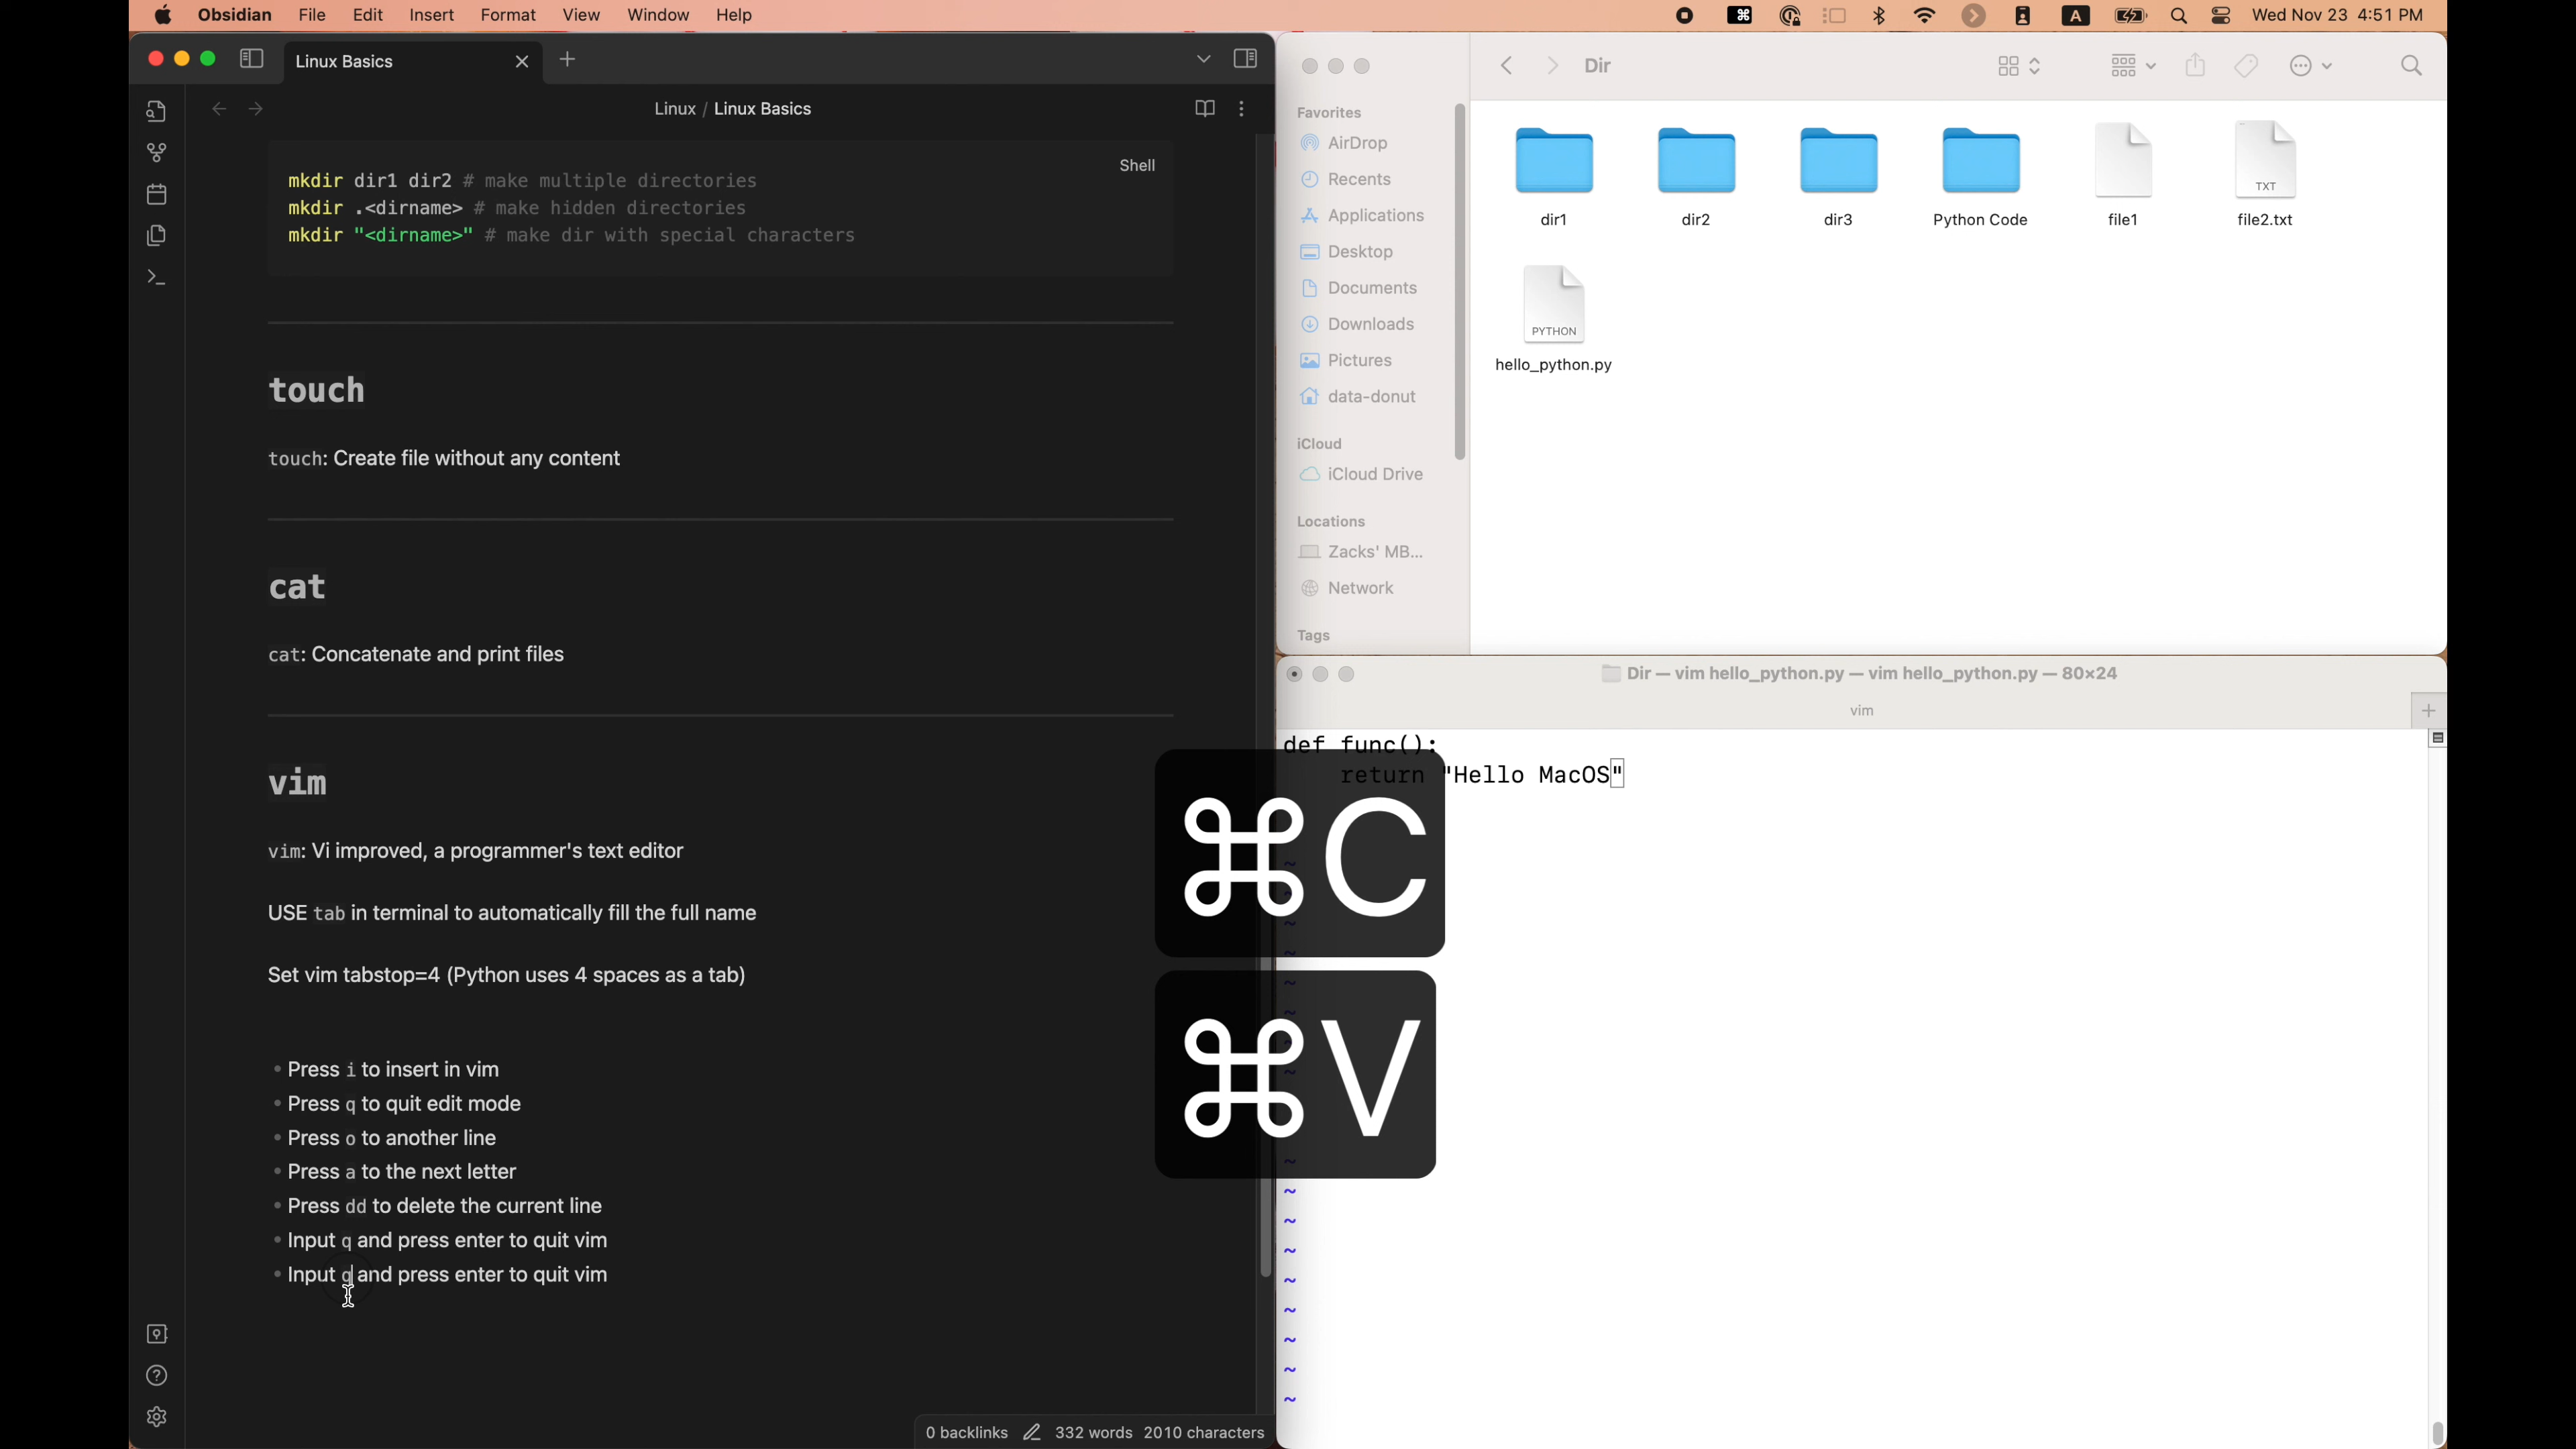 Obsidian File Edit Insert Format View Window Help
A Wed Nov 23 4:51 PM
Linux Basics
Linux / Linux Basics
Shell
mkdir dir1 dir2 # make multiple directories
mkdir .<dirname> # make hidden directories
mkdir "<dirname>" # make dir with special characters
touch
touch: Create file without any content
cat
cat: Concatenate and print files
vim
vim: Vi improved, a programmer's text editor
USE tab in terminal to automatically fill the full name
Set vim tabstop=4 (Python uses 4 spaces as a tab)
• Press i to insert in vim
• Press q to quit edit mode
• Press o to another line
• Press a to the next letter
• Press dd to delete the current line
• Input q and press enter to quit vim
• Input q and press enter to quit vim
0 backlinks 332 words 2010 characters
Dir
Favorites
AirDrop
Recents
Applications
Desktop
Documents
Downloads
Pictures
data-donut
iCloud
iCloud Drive
Locations
Zacks' MB...
Network
Tags
TXT
dir1 dir2 dir3 Python Code file1 file2.txt
PYTHON
hello_python.py
Dir — vim hello_python.py — vim hello_python.py — 80×24
vim
def func():
return "Hello MacOS"
⌘C
⌘V
~
~
~
~
~
~
~
~
~